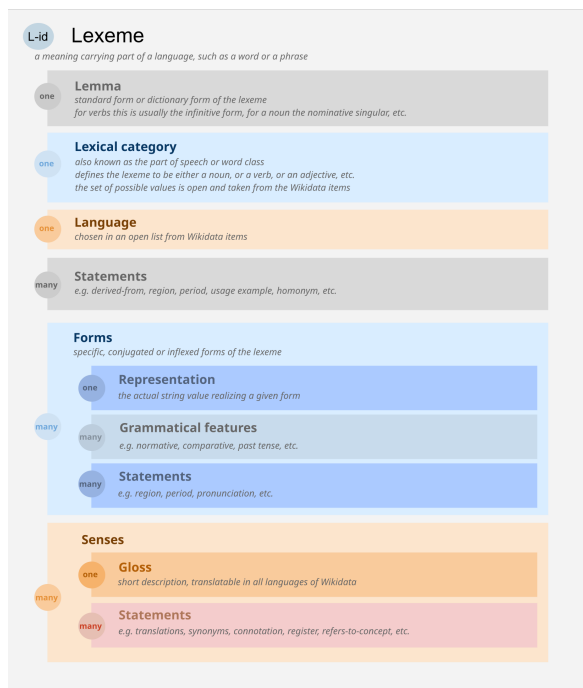 L-id Lexeme
a meaning carrying part of a language, such as a word or a phrase
one Lemma
standard form or dictionary form of the lexeme
for verbs this is usually the infinitive form, for a noun the nominative singular, etc.
one Lexical category
also known as the part of speech or word class
defines the lexeme to be either a noun, or a verb, or an adjective, etc.
the set of possible values is open and taken from the Wikidata items
one Language
chosen in an open list from Wikidata items
many Statements
e.g. derived-from, region, period, usage example, homonym, etc.
many Forms
specific, conjugated or inflexed forms of the lexeme
one Representation
the actual string value realizing a given form
many Grammatical features
e.g. normative, comparative, past tense, etc.
many Statements
e.g. region, period, pronunciation, etc.
many Senses
one Gloss
short description, translatable in all languages of Wikidata
many Statements
e.g. translations, synonyms, connotation, register, refers-to-concept, etc.